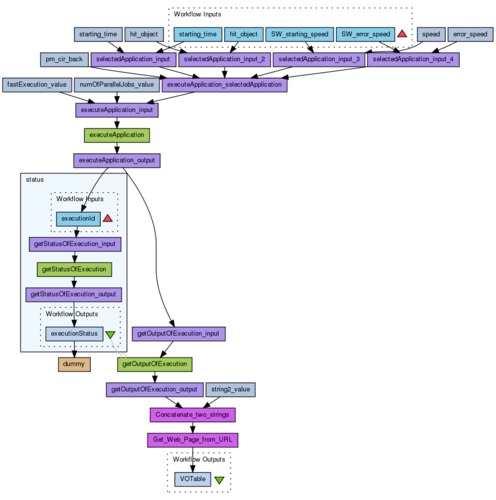 Workflow Inputs
starting_time
hit_object
starting_time
hit_object
SW_starting_speed
SW_error_speed
speed
error_speed
pm_cir_back
selectedApplication_input
selectedApplication_input_2
selectedApplication_input_3
selectedApplication_input_4
fastExecution_value
numOfParallelJobs_value
executeApplication_selectedApplication
executeApplication_input
executeApplication
executeApplication_output
status
Workflow Inputs
executionId
getStatusOfExecution_input
getStatusOfExecution
getStatusOfExecution_output
Workflow Outputs
executionStatus
getOutputOfExecution_input
dummy
getOutputOfExecution
getOutputOfExecution_output
string2_value
Concatenate_two_strings
Get_Web_Page_from_URL
Workflow Outputs
VOTable